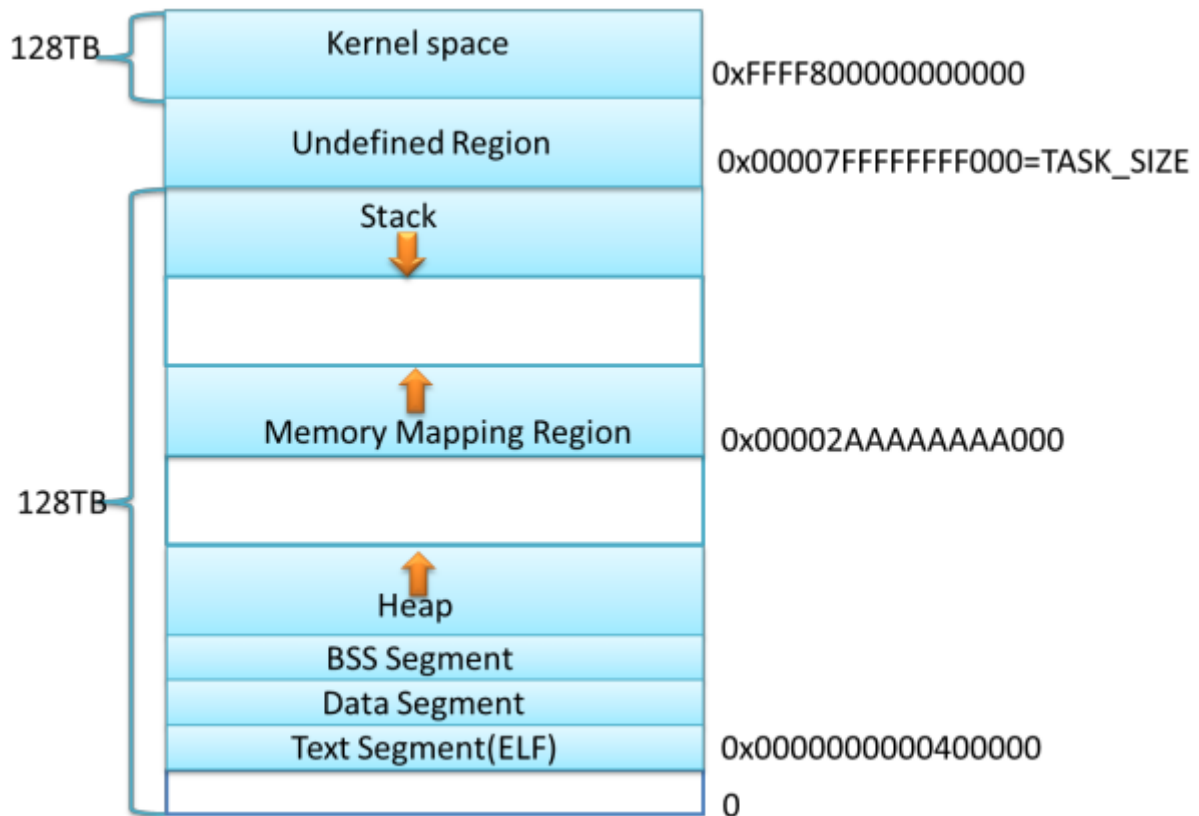 128TB
Kernel space
0xFFFF800000000000
Undefined Region
0x00007FFFFFFFF000=TASK_SIZE
Stack
Memory Mapping Region
0x00002AAAAAAAA000
128TB
Heap
BSS Segment
Data Segment
Text Segment(ELF)
0x0000000000400000
0